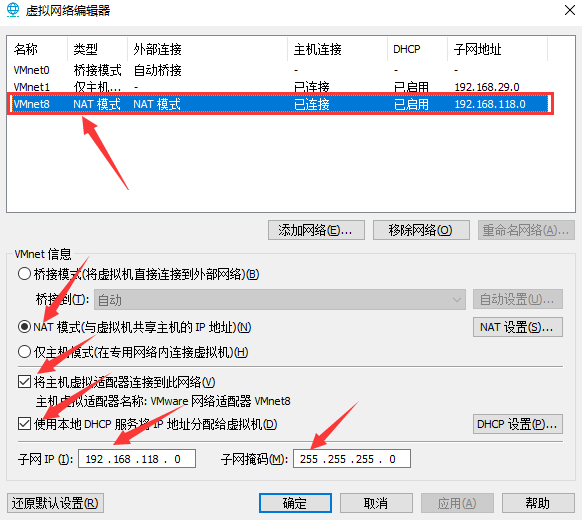 虚拟网络编辑器
名称 类型 外部连接 主机连接 DHCP 子网地址
VMnet0 桥接模式 自动桥接 - - -
VMnet1 仅主机... - 已连接 已启用 192.168.29.0
VMnet8 NAT 模式 NAT 模式 已连接 已启用 192.168.118.0
添加网络(E)... 移除网络(O) 重命名网络(A)...
VMnet 信息
桥接模式(将虚拟机直接连接到外部网络)(B)
桥接到(T): 自动 自动设置(U)...
NAT 模式(与虚拟机共享主机的 IP 地址)(N) NAT 设置(S)...
仅主机模式(在专用网络内连接虚拟机)(H)
将主机虚拟适配器连接到此网络(V)
主机虚拟适配器名称: VMware 网络适配器 VMnet8
使用本地 DHCP 服务将 IP 地址分配给虚拟机(D) DHCP 设置(P)...
子网 IP (I): 192 . 168 . 118 . 0 子网掩码(M): 255 . 255 . 255 . 0
还原默认设置(R) 确定 取消 应用(A) 帮助